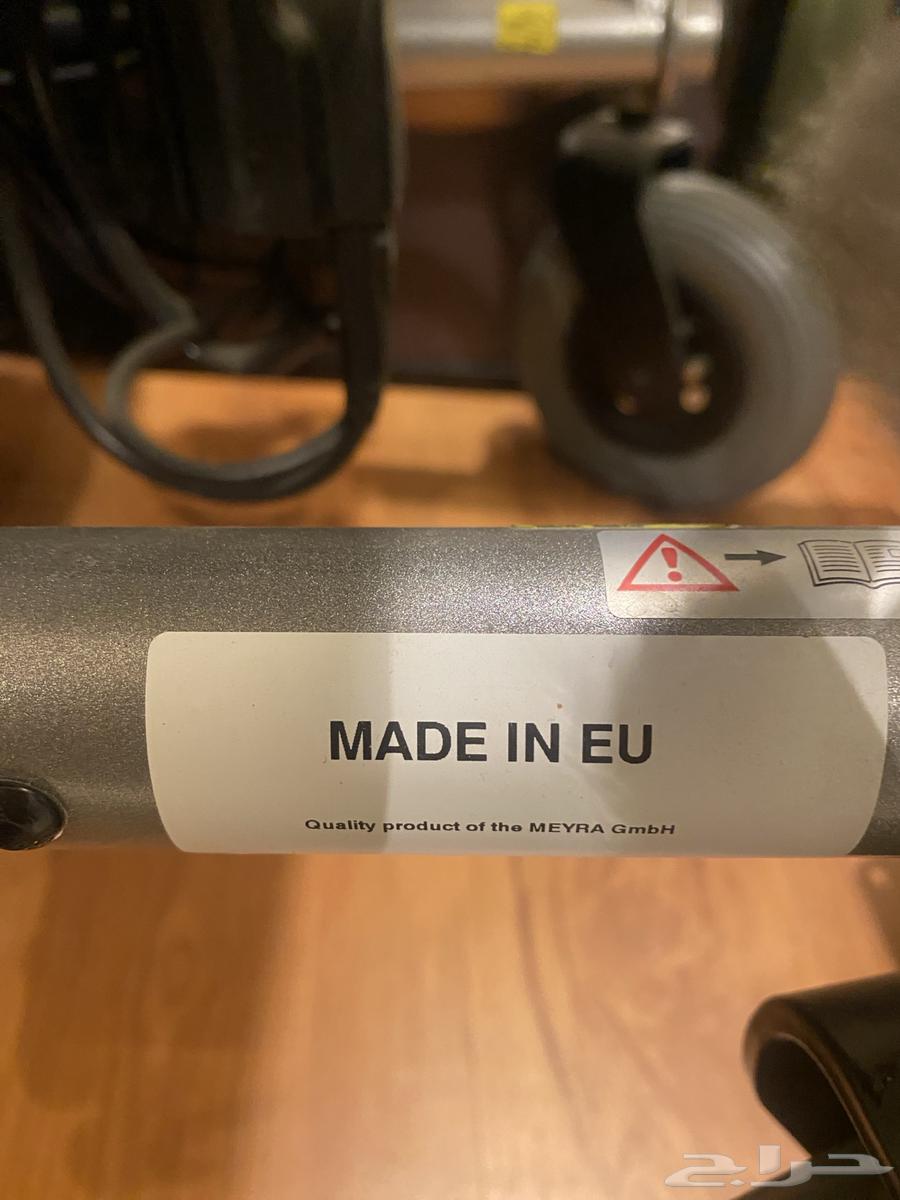 MADE IN EU
Quality product of the MEYRA GmbH
حراج